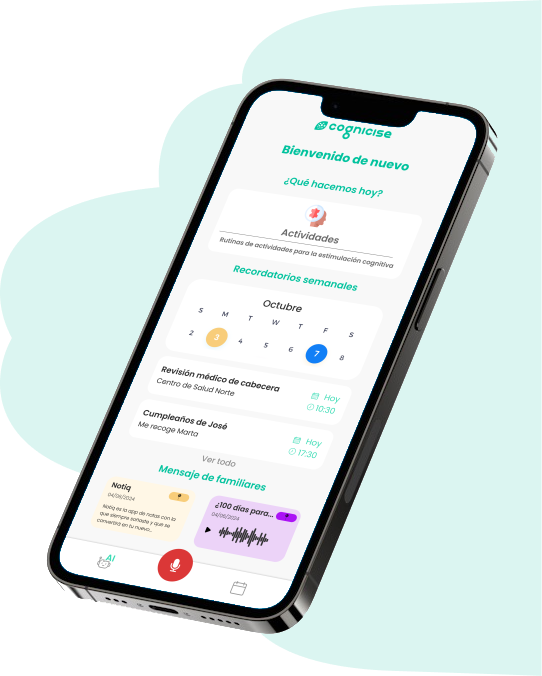 cognicise
Bienvenido de nuevo
¿Qué hacemos hoy?
Actividades
Rutinas de actividades para la estimulación cognitiva
Recordatorios semanales
Octubre
S M T W T F S
2 3 4 5 6 7 8
Revisión médico de cabecera
Centro de Salud Norte
Hoy
10:30
Cumpleaños de José
Me recoge Marta
Hoy
17:30
Ver todo
Mensaje de familiares
Notiq
04/09/2024
Notiq es la app de notas con la
que siempre soñaste y que se
convertirá en tu nuevo...
¿100 días para...
04/09/2024
AI